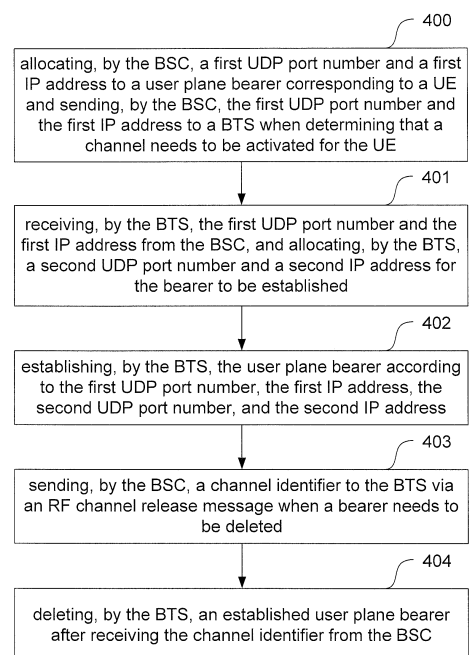 400
allocating, by the BSC, a first UDP port number and a first
IP address to a user plane bearer corresponding to a UE
and sending, by the BSC, the first UDP port number and
the first IP address to a BTS when determining that a
channel needs to be activated for the UE
401
receiving, by the BTS, the first UDP port number and the
first IP address from the BSC, and allocating, by the BTS,
a second UDP port number and a second IP address for
the bearer to be established
402
establishing, by the BTS, the user plane bearer according
to the first UDP port number, the first IP address, the
second UDP port number, and the second IP address
403
sending, by the BSC, a channel identifier to the BTS via
an RF channel release message when a bearer needs to
be deleted
404
deleting, by the BTS, an established user plane bearer
after receiving the channel identifier from the BSC